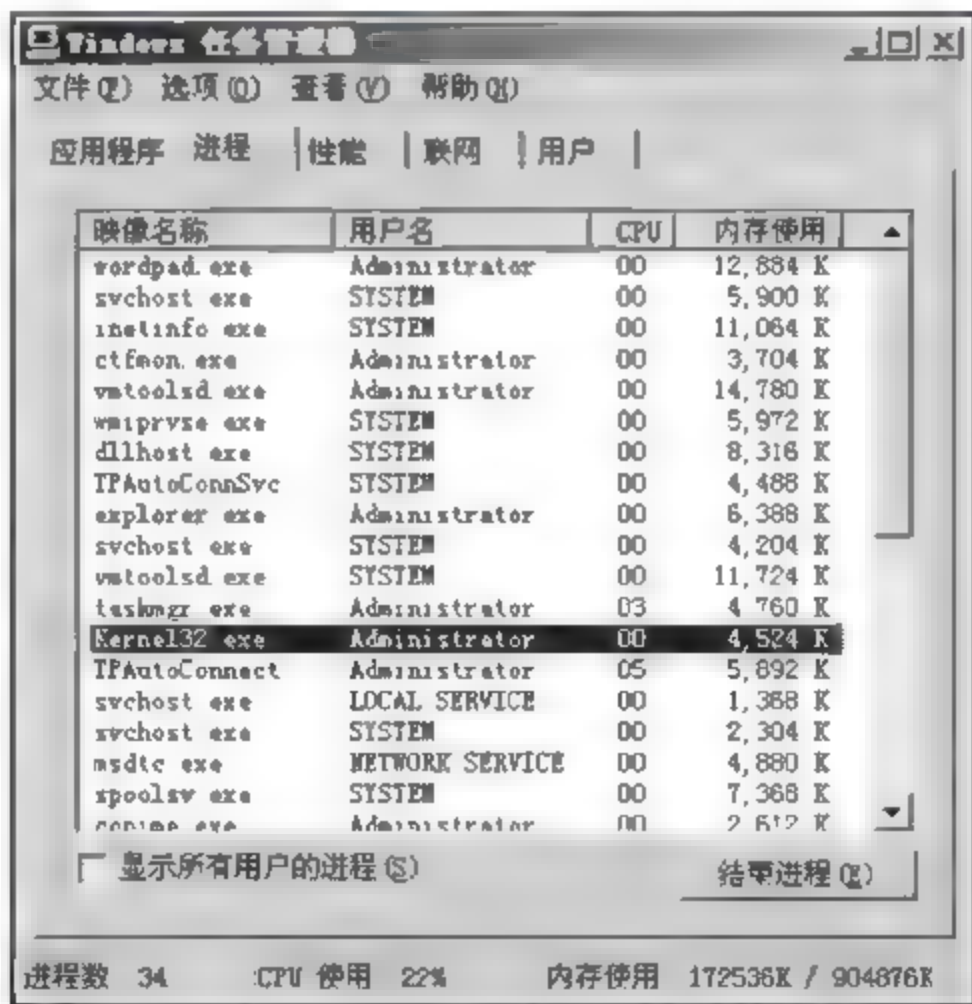 Windows 任务管理器
文件(F) 选项(O) 查看(V) 帮助(H)
应用程序 进程 性能 联网 用户
映像名称 用户名 CPU 内存使用
wordpad.exe Administrator 00 12,884 K
svchost.exe SYSTEM 00 5,900 K
inetinfo.exe SYSTEM 00 11,064 K
ctfmon.exe Administrator 00 3,704 K
vmtoolsd.exe Administrator 00 14,780 K
wmiprvse.exe SYSTEM 00 5,972 K
dllhost.exe SYSTEM 00 8,316 K
TPAutoConnSvc SYSTEM 00 4,488 K
explorer.exe Administrator 00 6,388 K
svchost.exe SYSTEM 00 4,204 K
vmtoolsd.exe SYSTEM 00 11,724 K
taskmgr.exe Administrator 03 4,760 K
Kernel32.exe Administrator 00 4,524 K
TPAutoConnect Administrator 05 5,892 K
svchost.exe LOCAL SERVICE 00 1,368 K
svchost.exe SYSTEM 00 2,304 K
msdtc.exe NETWORK SERVICE 00 4,880 K
spoolsv.exe SYSTEM 00 7,368 K
conime.exe Administrator 00 2,612 K
显示所有用户的进程(S) 结束进程(E)
进程数 34 CPU 使用 22% 内存使用 172536K / 904876K